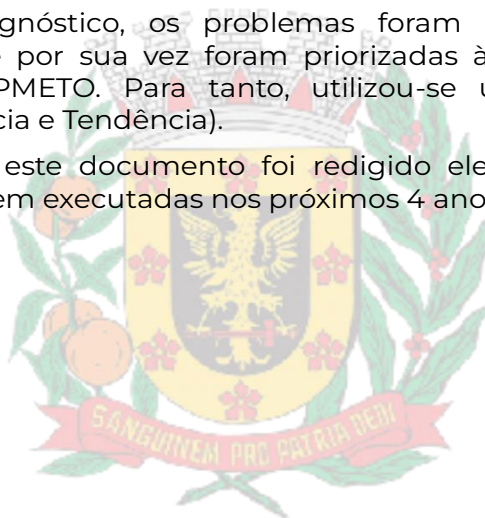 gnóstico, os problemas foram
por sua vez foram priorizadas à
PMETO. Para tanto, utilizou-se
cia e Tendência).
este documento foi redigido ele
em executadas nos próximos 4 ano
SANGUINEM PRO PATRIA DEDI